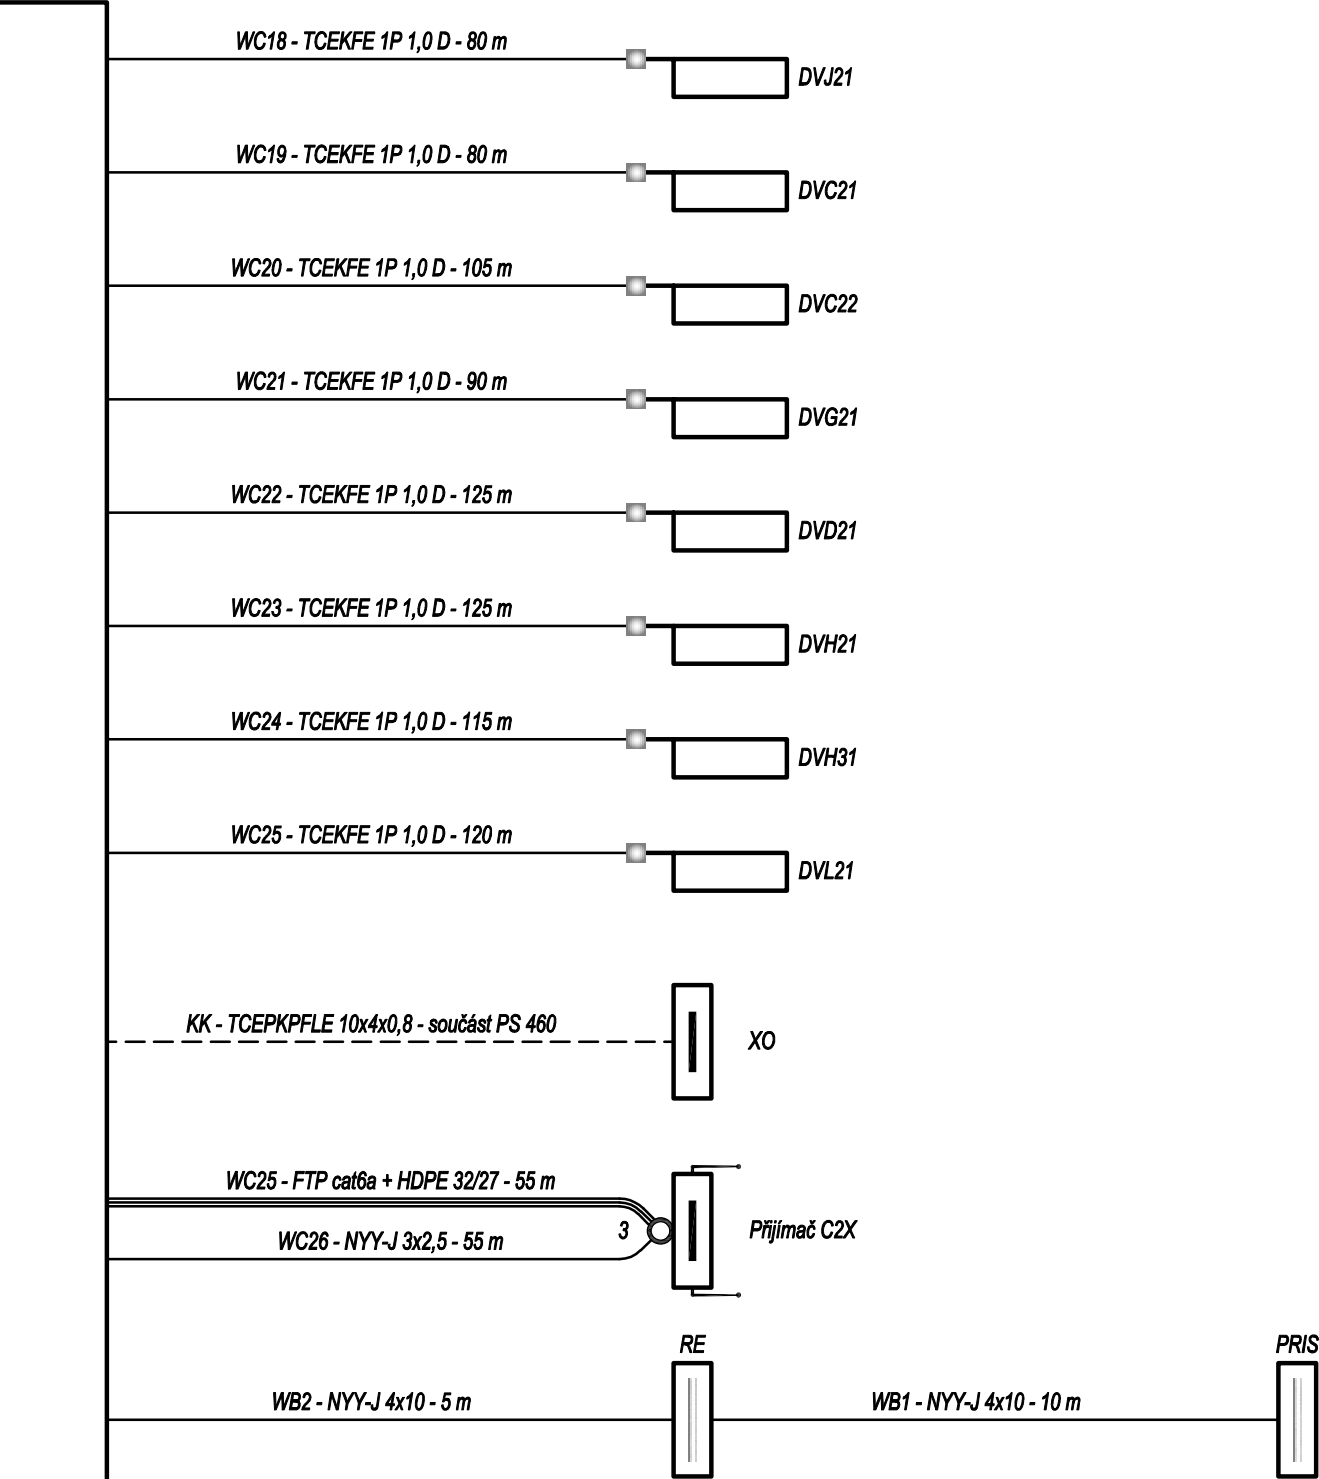 WC18 - TCEKFE 1P 1,0 D - 80 m
DVJ21
WC19 - TCEKFE 1P 1,0 D - 80 m
DVC21
WC20 - TCEKFE 1P 1,0 D - 105 m
DVC22
WC21 - TCEKFE 1P 1,0 D - 90 m
DVG21
WC22 - TCEKFE 1P 1,0 D - 125 m
DVD21
WC23 - TCEKFE 1P 1,0 D - 125 m
DVH21
WC24 - TCEKFE 1P 1,0 D - 115 m
DVH31
WC25 - TCEKFE 1P 1,0 D - 120 m
DVL21
KK - TCEPKPFLE 10x4x0,8 - součást PS 460
XO
WC25 - FTP cat6a + HDPE 32/27 - 55 m
3
Přijímač C2X
WC26 - NYY-J 3x2,5 - 55 m
RE
PRIS
WB2 - NYY-J 4x10 - 5 m
WB1 - NYY-J 4x10 - 10 m